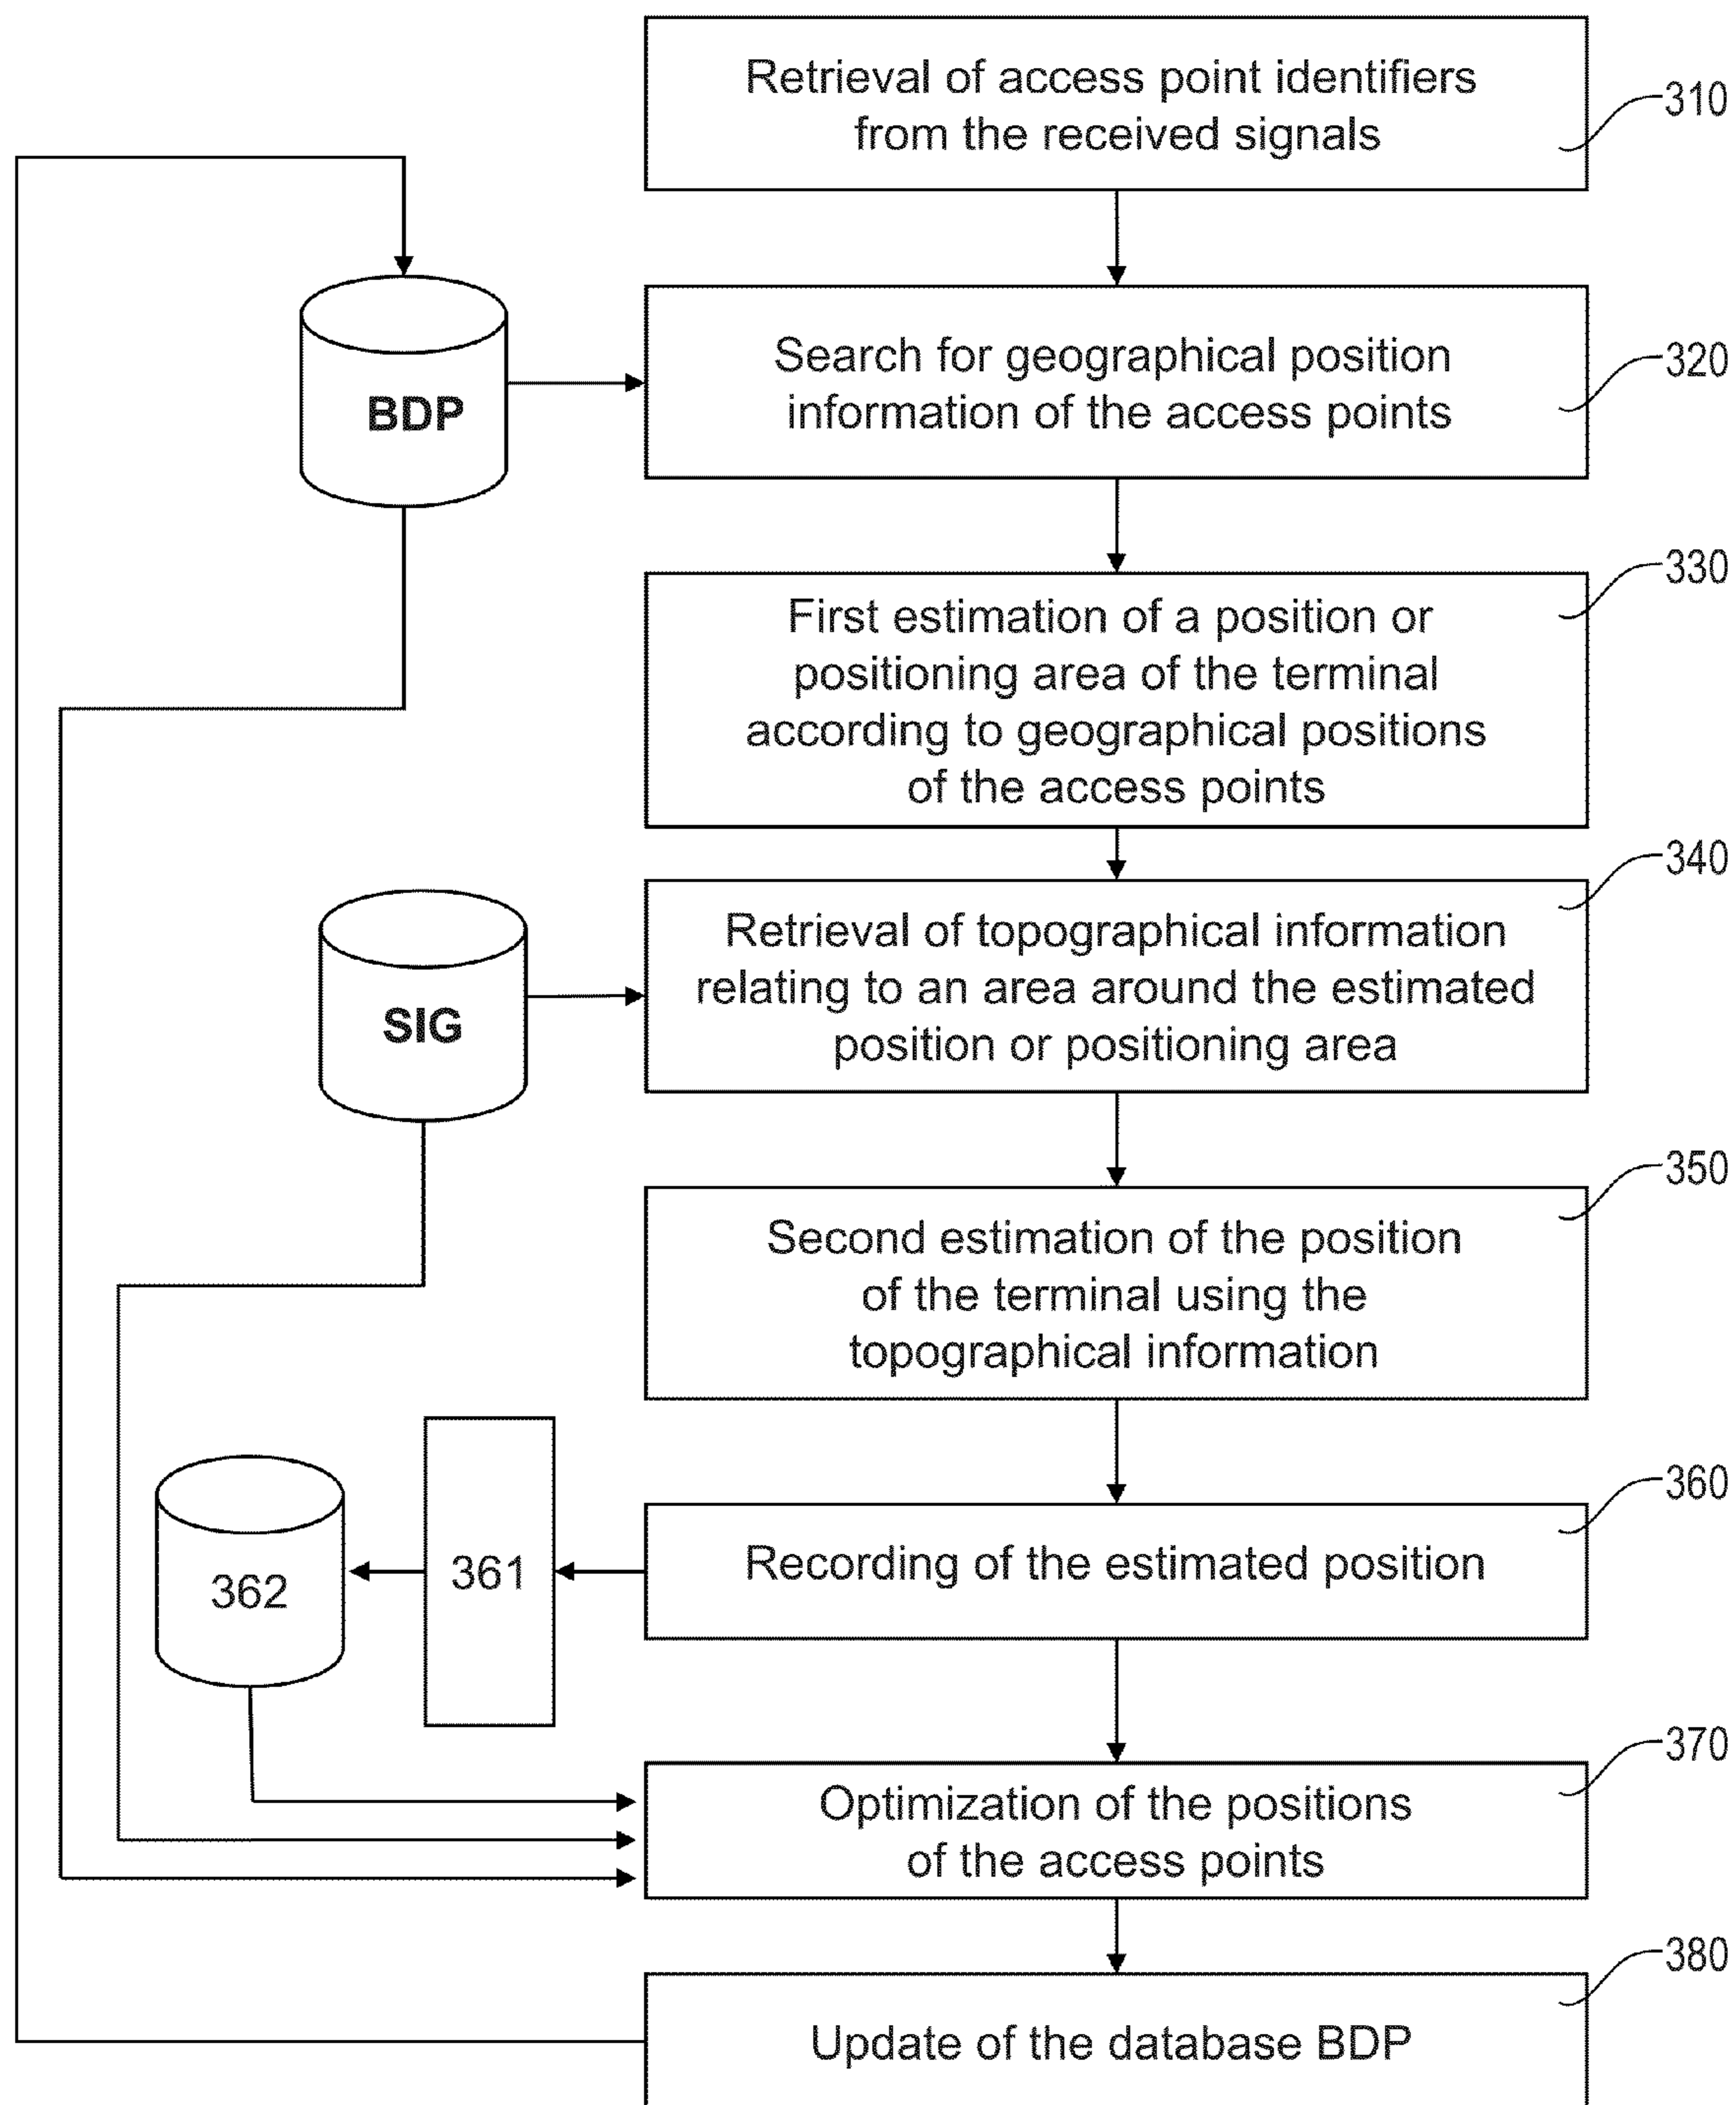 Retrieval of access point identifiers
from the received signals
310
BDP
Search for geographical position
information of the access points
320
First estimation of a position or
positioning area of the terminal
according to geographical positions
of the access points
330
SIG
Retrieval of topographical information
relating to an area around the estimated
position or positioning area
340
Second estimation of the position
of the terminal using the
topographical information
350
362
361
Recording of the estimated position
360
Optimization of the positions
of the access points
370
Update of the database BDP
380